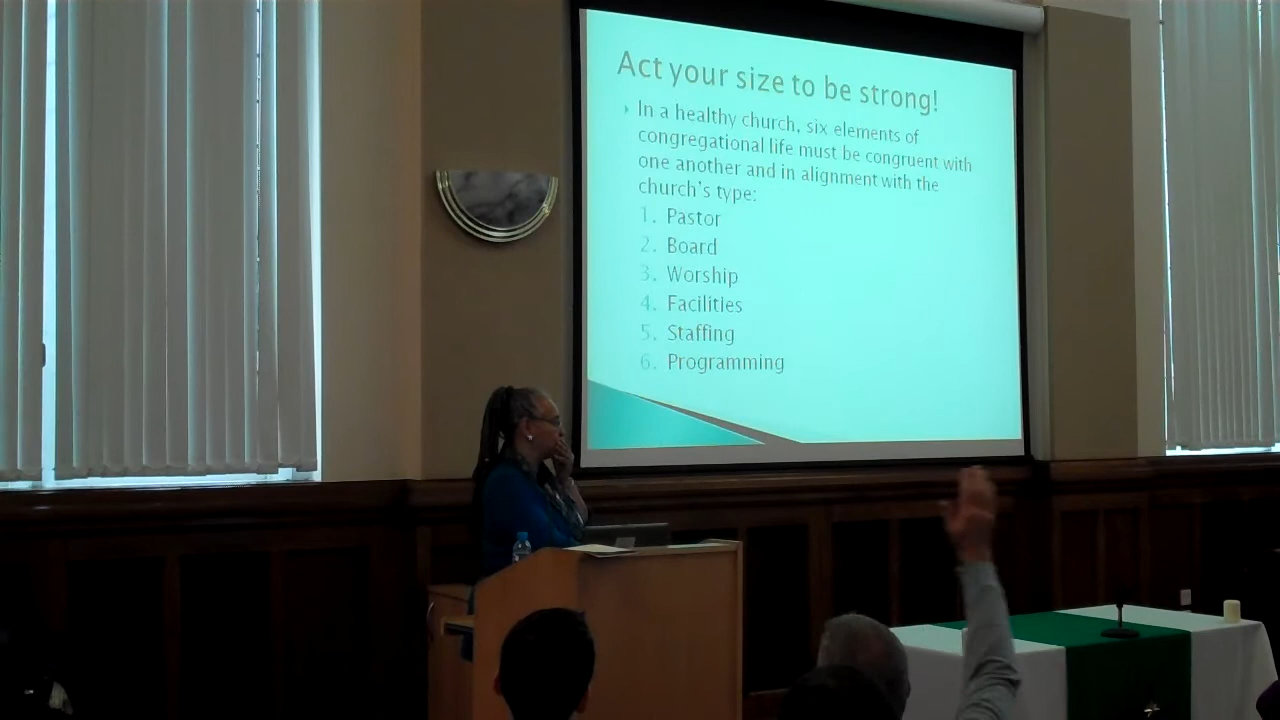 Act your size to be strong!
In a healthy church, six elements of
congregational life must be congruent with
one another and in alignment with the
church's type:
1. Pastor
2. Board
3. Worship
4. Facilities
5. Staffing
6. Programming